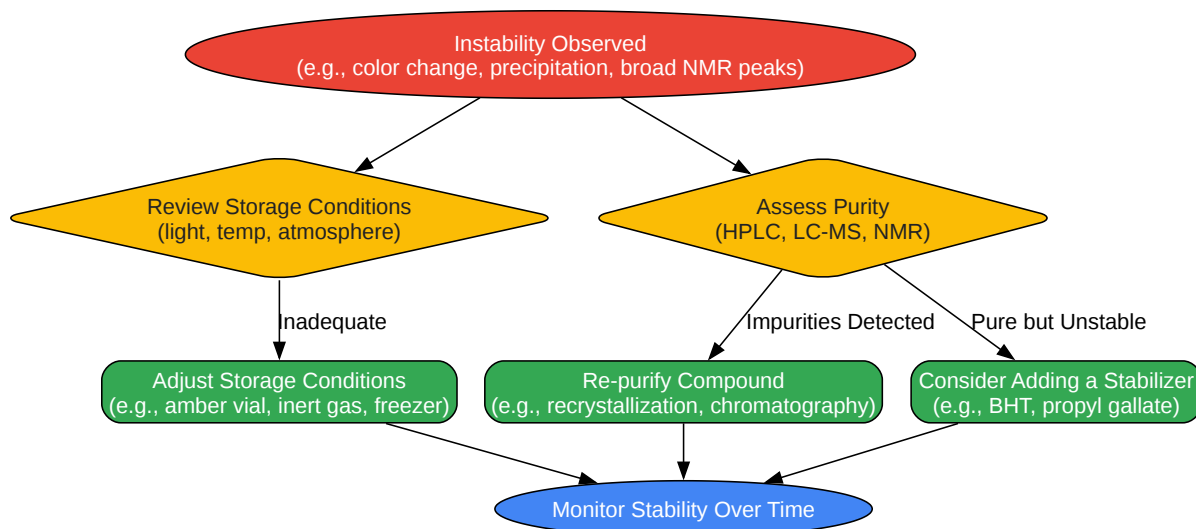 Instability Observed
(e.g., color change, precipitation, broad NMR peaks)
Review Storage Conditions
(light, temp, atmosphere)
Assess Purity
(HPLC, LC-MS, NMR)
Inadequate
Impurities Detected
Pure but Unstable
Adjust Storage Conditions
(e.g., amber vial, inert gas, freezer)
Re-purify Compound
(e.g., recrystallization, chromatography)
Consider Adding a Stabilizer
(e.g., BHT, propyl gallate)
Monitor Stability Over Time